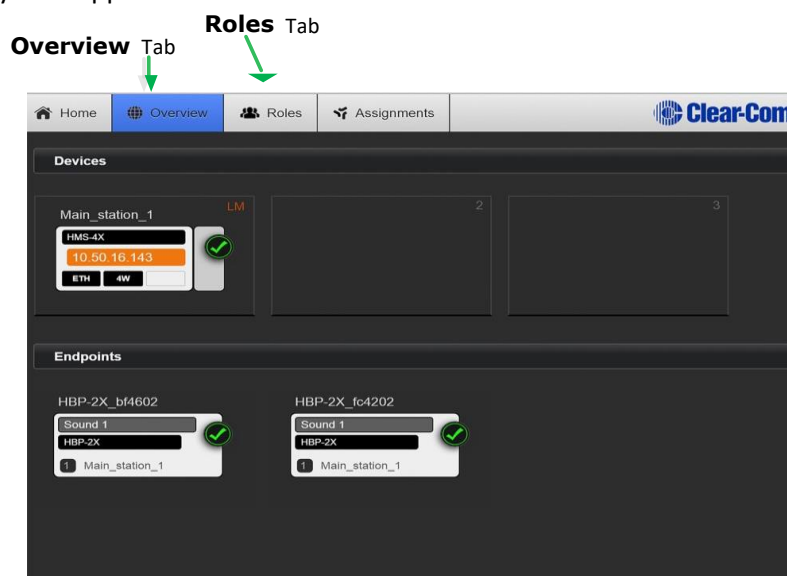 Roles Tab
Overview Tab
Home Overview Roles Assignments Clear-Com
Devices
LM 2 3
Main_station_1
HMS-4X
10.50.16.143
ETH 4W
Endpoints
HBP-2X_bf4602 HBP-2X_fc4202
Sound 1 Sound 1
HBP-2X HBP-2X
1 Main_station_1 1 Main_station_1